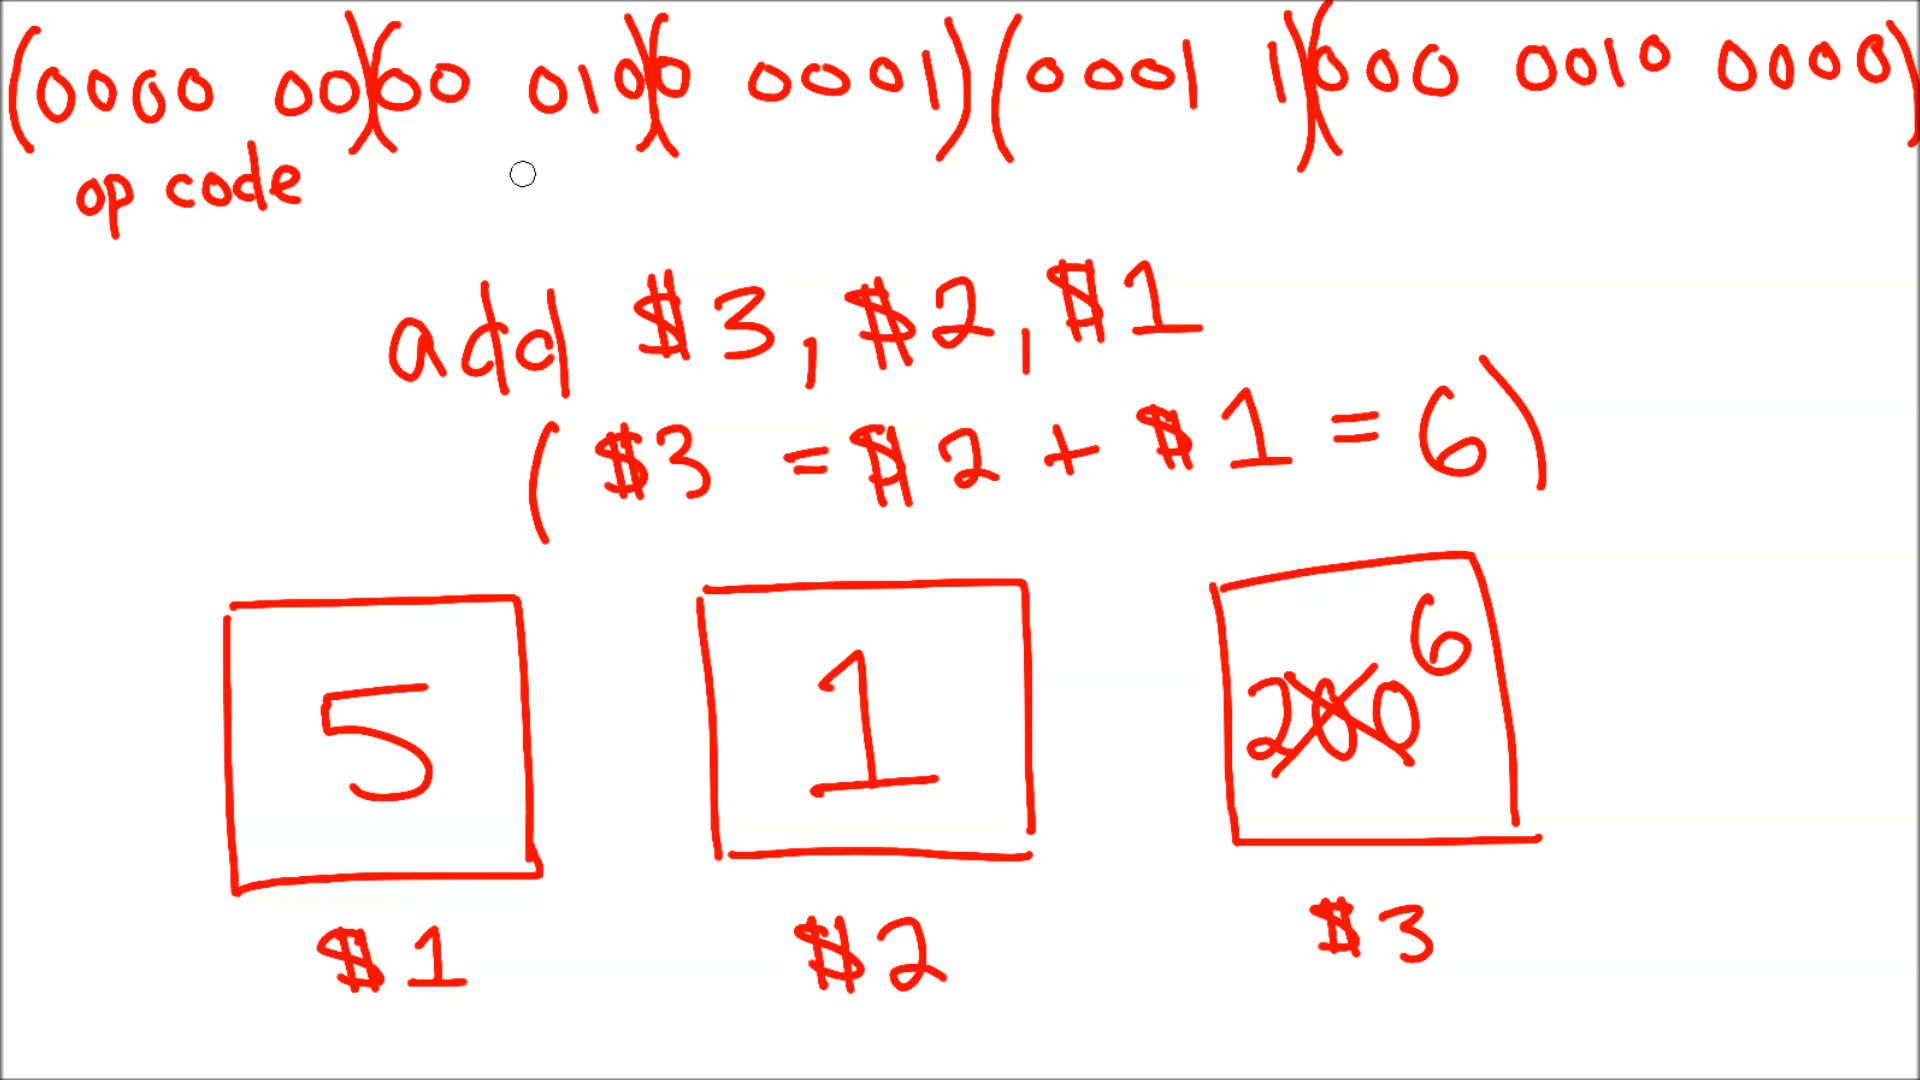 (0000 00)(00 0100)(0 0001)(0001 1)(000 0010 0000)
op code
add $3, $2, $1
($3 = $2 + $1 = 6)
5 1 200 6
$1 $2 $3